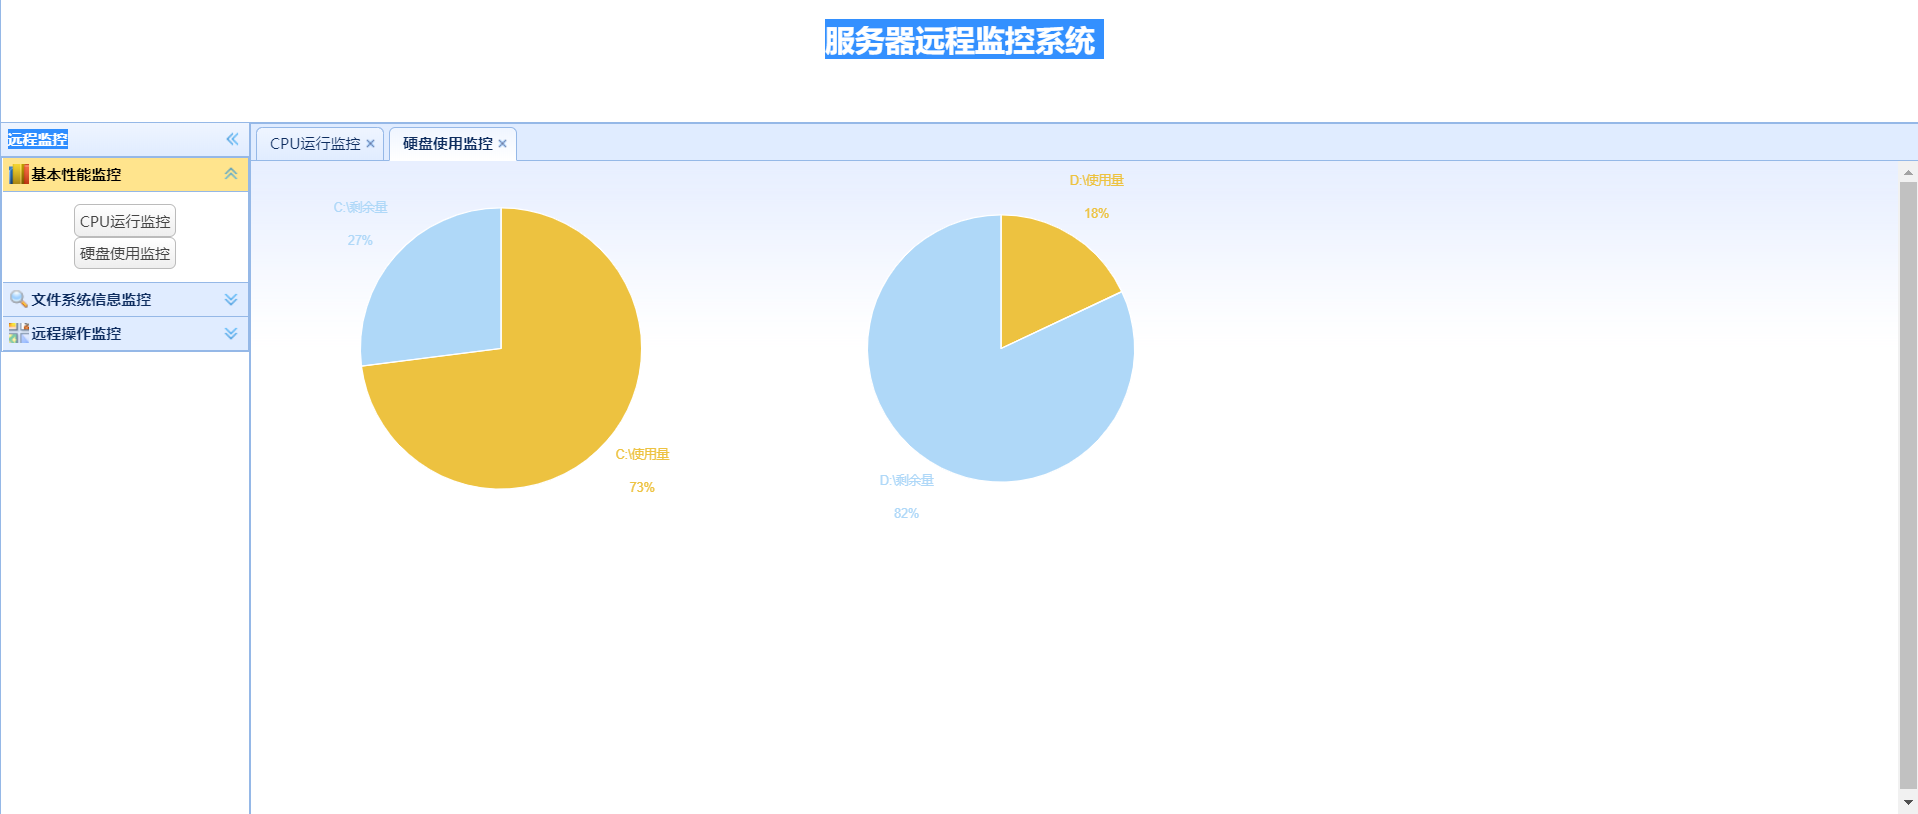 服务器远程监控系统
远程监控
基本性能监控
CPU运行监控
硬盘使用监控
文件系统信息监控
远程操作监控
CPU运行监控
硬盘使用监控
C:\剩余量
27%
C:\使用量
73%
D:\使用量
18%
D:\剩余量
82%